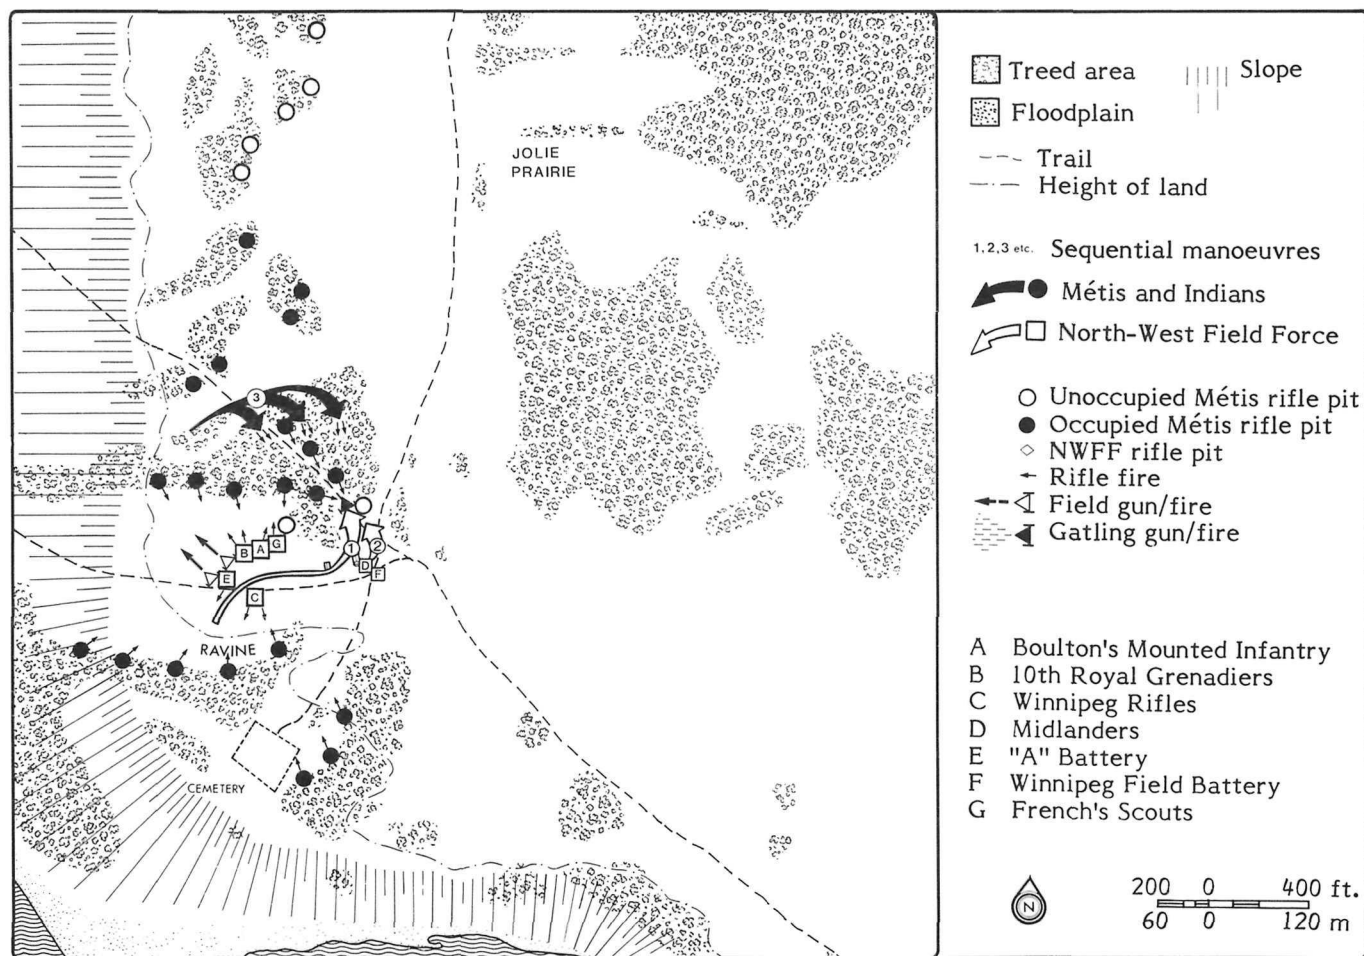 JOLIE
PRAIRIE
3
1
2
B
A
G
D
E
F
C
RAVINE
CEMETERY
Treed area
Slope
Floodplain
Trail
Height of land
1,2,3 etc. Sequential manoeuvres
Métis and Indians
North-West Field Force
Unoccupied Métis rifle pit
Occupied Métis rifle pit
NWFF rifle pit
Rifle fire
Field gun/fire
Gatling gun/fire
A Boulton's Mounted Infantry
B 10th Royal Grenadiers
C Winnipeg Rifles
D Midlanders
E "A" Battery
F Winnipeg Field Battery
G French's Scouts
N
200 0 400 ft.
60 0 120 m